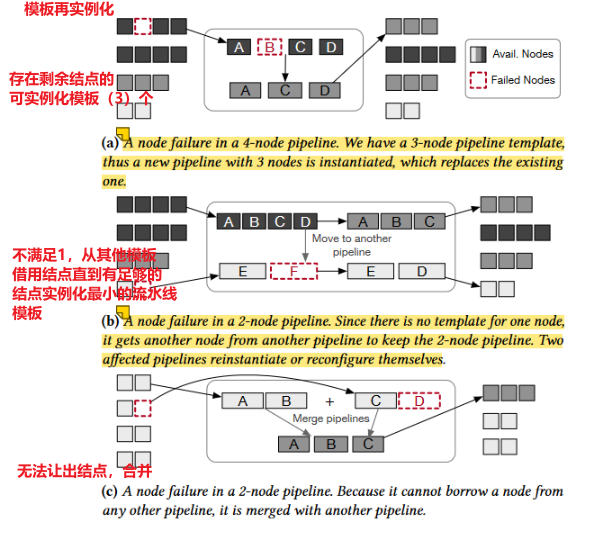 模板再实例化
A B C D
Avail. Nodes
存在剩余结点的
可实例化模板（3）个
A C D
Failed Nodes
(a) A node failure in a 4-node pipeline. We have a 3-node pipeline template,
thus a new pipeline with 3 nodes is instantiated, which replaces the existing
one.
A B C D
A B C
不满足1，从其他模板
借用结点直到有足够的
结点实例化最小的流水线
模板
Move to another
pipeline
E F
E D
(b) A node failure in a 2-node pipeline. Since there is no template for one node,
it gets another node from another pipeline to keep the 2-node pipeline. Two
affected pipelines reinstantiate or reconfigure themselves.
A B + C D
Merge pipelines
A B C
无法让出结点，合并
(c) A node failure in a 2-node pipeline. Because it cannot borrow a node from
any other pipeline, it is merged with another pipeline.